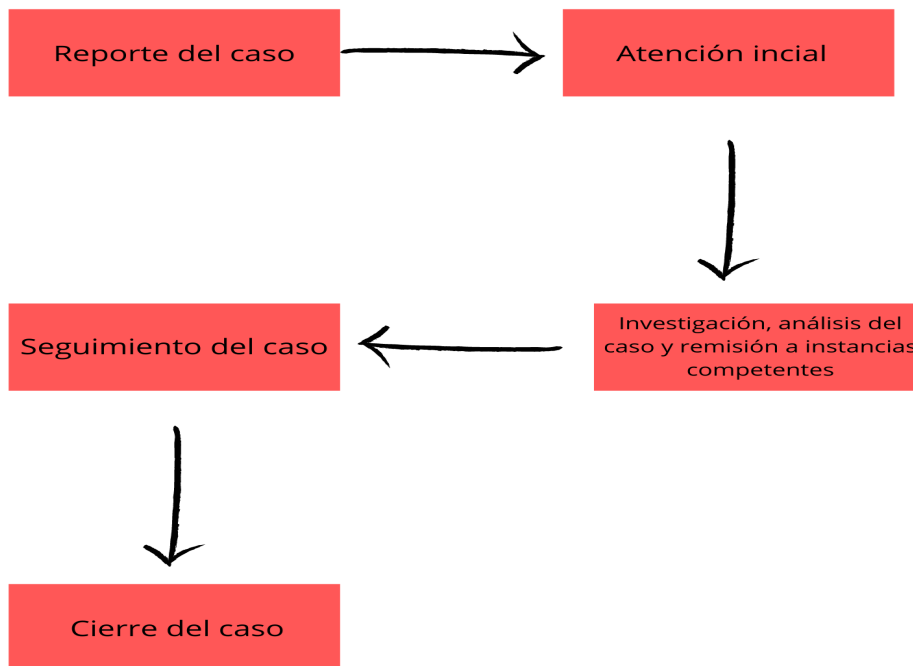 Reporte del caso
Atención incial
Investigación, análisis del
caso y remisión a instancias
competentes
Seguimiento del caso
Cierre del caso